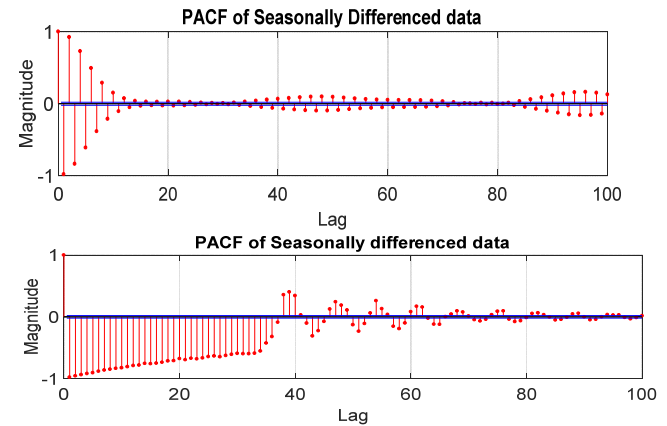 PACF of Seasonally Differenced data
1
0
-1
Magnitude
0 20 40 60 80 100
Lag
PACF of Seasonally differenced data
1
0
-1
Magnitude
0 20 40 60 80 100
Lag